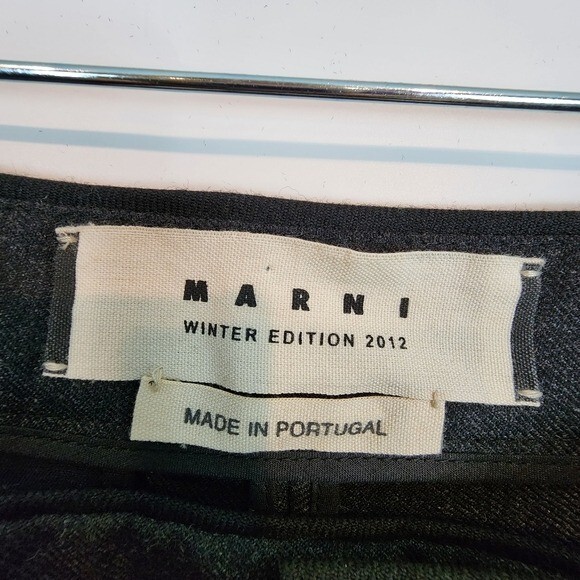 MARNI
WINTER EDITION 2012
MADE IN PORTUGAL